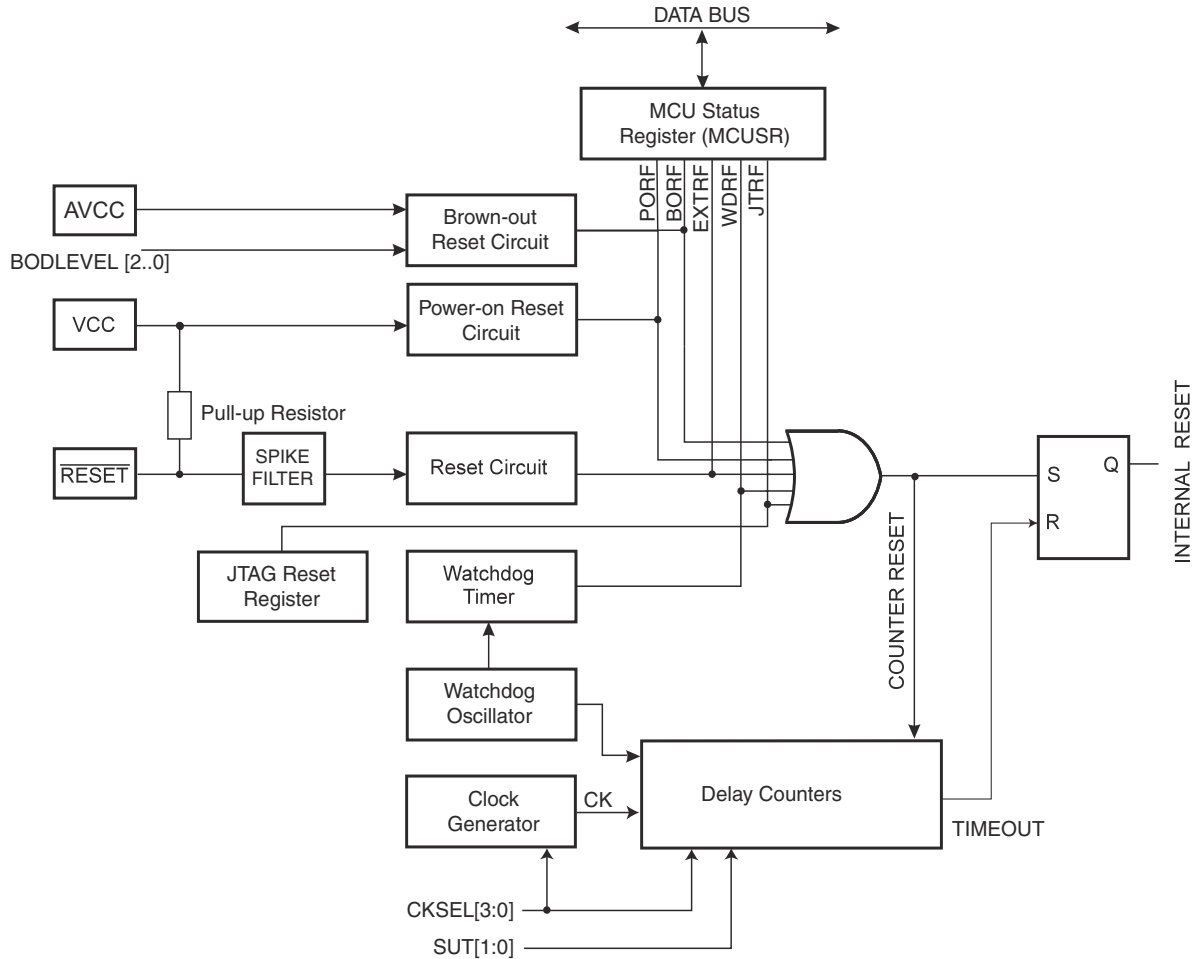 DATA BUS
MCU Status
Register (MCUSR)
PORF
BORF
EXTRF
WDRF
JTRF
AVCC
BODLEVEL [2..0]
Brown-out
Reset Circuit
VCC
Power-on Reset
Circuit
Pull-up Resistor
RESET
SPIKE
FILTER
Reset Circuit
JTAG Reset
Register
Watchdog
Timer
Watchdog
Oscillator
Clock
Generator
CK
Delay Counters
CKSEL[3:0]
SUT[1:0]
COUNTER RESET
TIMEOUT
S
R
Q
INTERNAL RESET